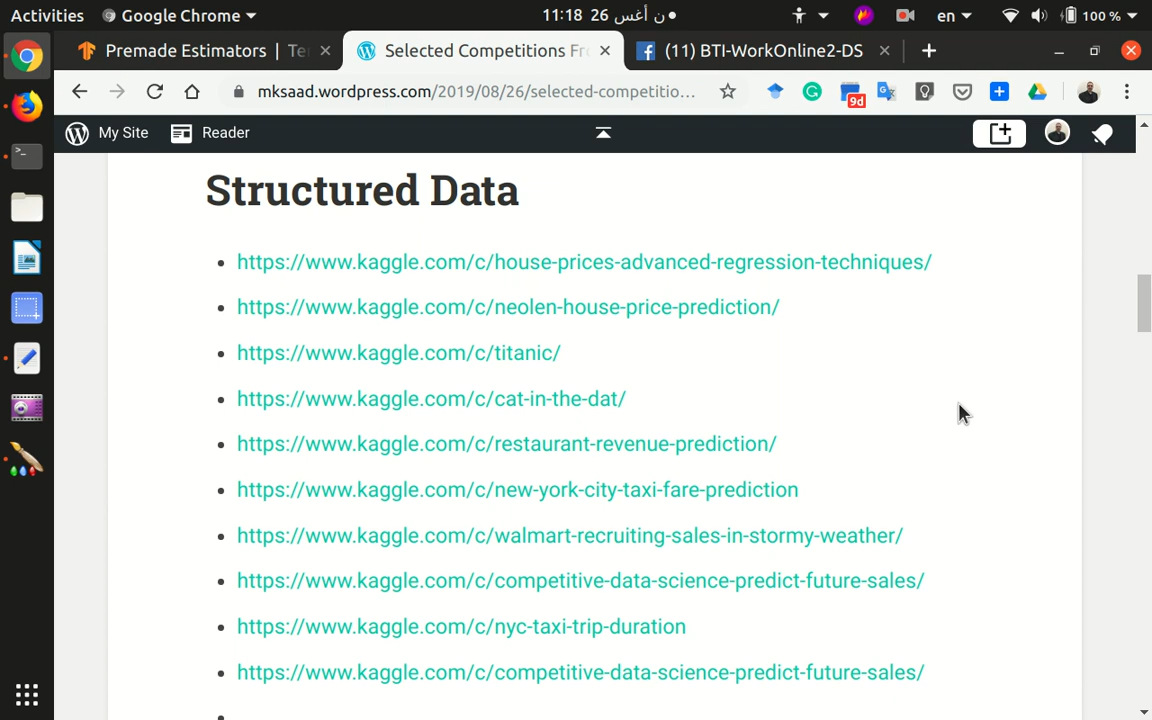 Activities Google Chrome 11:18 26 ن أغس en 100 %
Premade Estimators | Te Selected Competitions Fr (11) BTI-WorkOnline2-DS
mksaad.wordpress.com/2019/08/26/selected-competitio... 9d
My Site Reader
Structured Data
https://www.kaggle.com/c/house-prices-advanced-regression-techniques/
https://www.kaggle.com/c/neolen-house-price-prediction/
https://www.kaggle.com/c/titanic/
https://www.kaggle.com/c/cat-in-the-dat/
https://www.kaggle.com/c/restaurant-revenue-prediction/
https://www.kaggle.com/c/new-york-city-taxi-fare-prediction
https://www.kaggle.com/c/walmart-recruiting-sales-in-stormy-weather/
https://www.kaggle.com/c/competitive-data-science-predict-future-sales/
https://www.kaggle.com/c/nyc-taxi-trip-duration
https://www.kaggle.com/c/competitive-data-science-predict-future-sales/